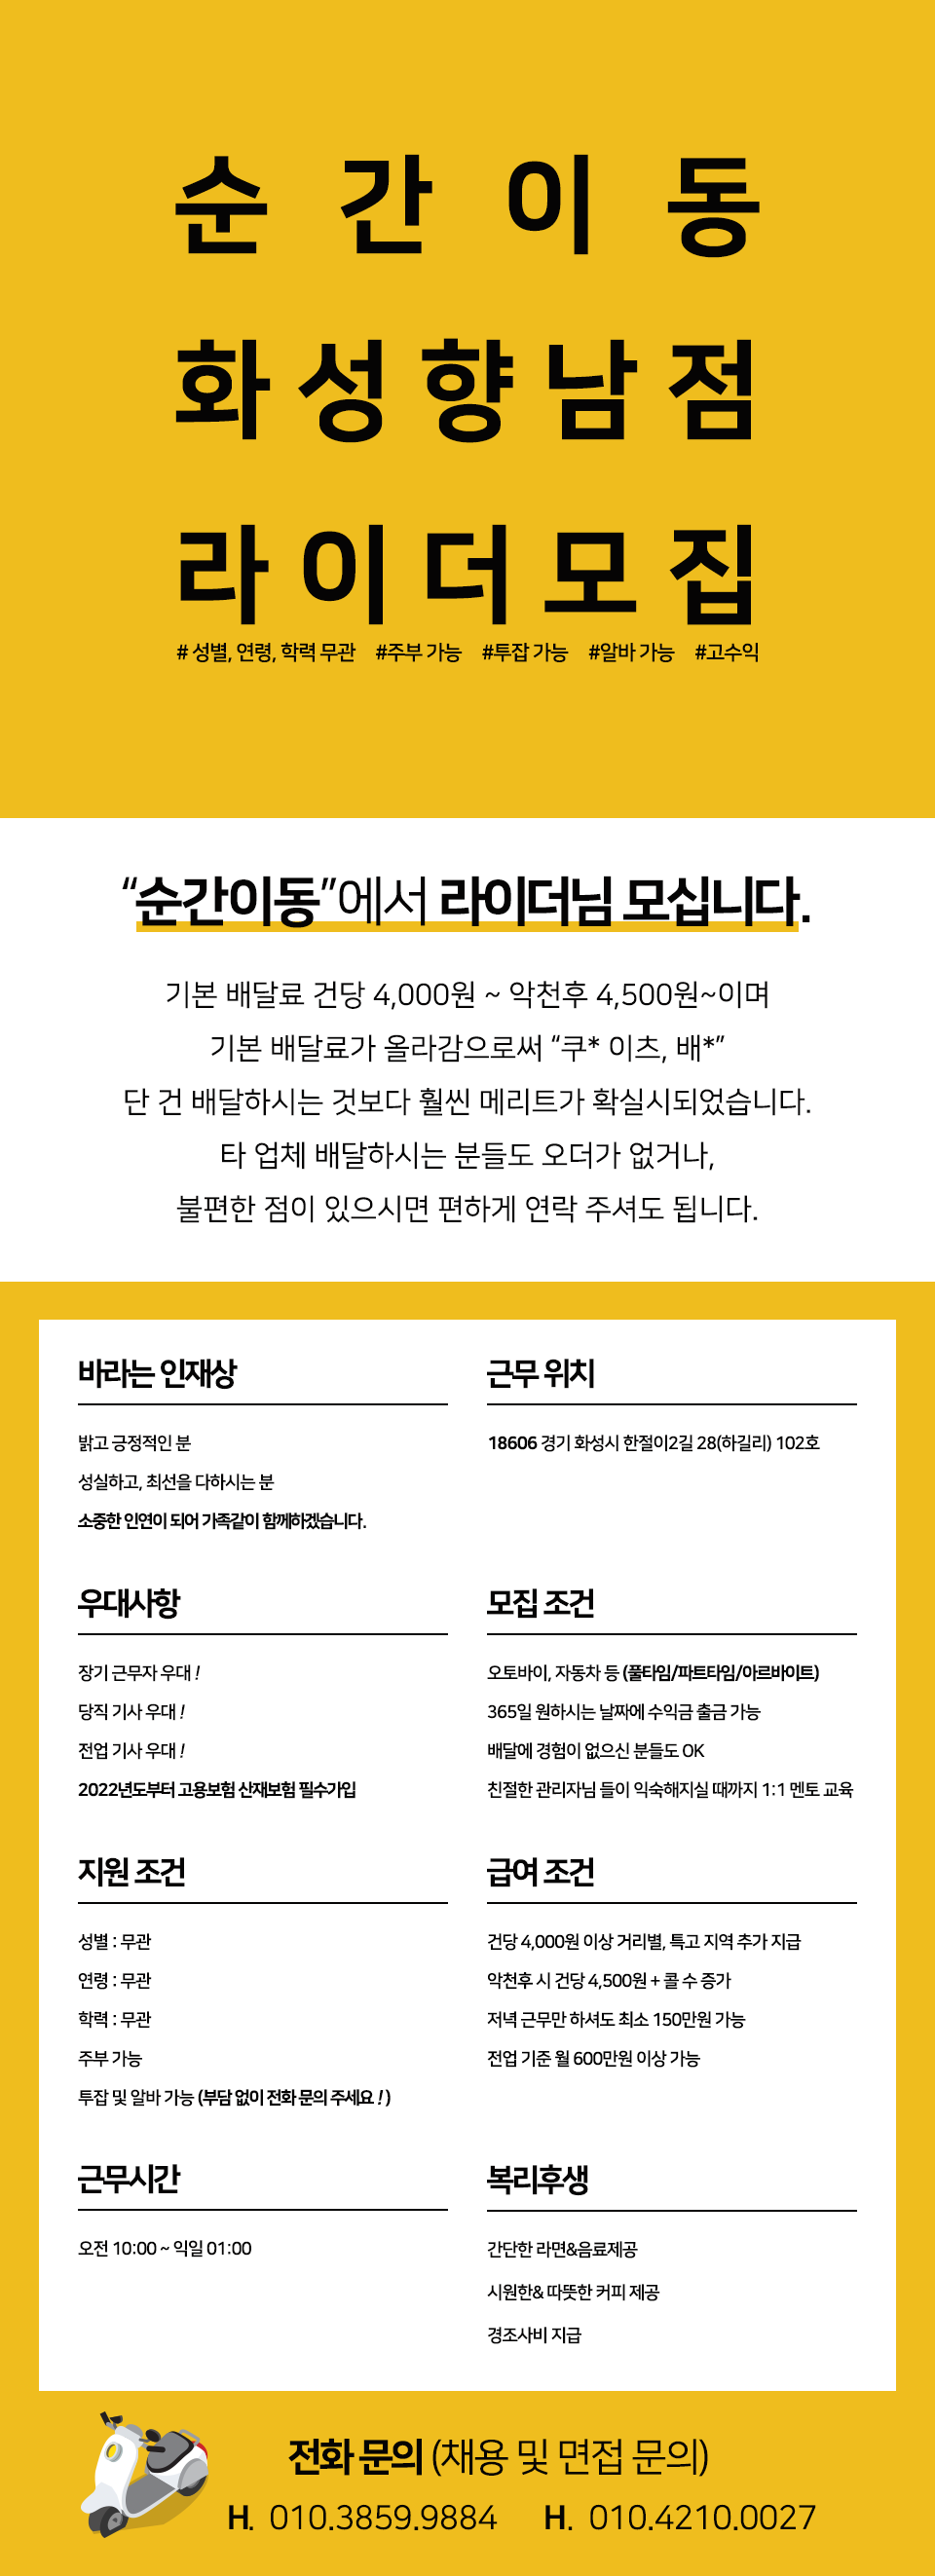 순간이동
화성향남점
라이더모집
# 성별, 연령, 학력 무관 #주부 가능 #투잡 가능 #알바 가능 #고수익
“순간이동”에서 라이더님 모십니다.
기본 배달료 건당 4,000원 ~ 악천후 4,500원~이며
기본 배달료가 올라감으로써 “쿠* 이츠, 배*”
단 건 배달하시는 것보다 훨씬 메리트가 확실시되었습니다.
타 업체 배달하시는 분들도 오더가 없거나,
불편한 점이 있으시면 편하게 연락 주셔도 됩니다.
바라는 인재상
밝고 긍정적인 분
성실하고, 최선을 다하시는 분
소중한 인연이 되어 가족같이 함께하겠습니다.
근무 위치
18606 경기 화성시 한절이2길 28(하길리) 102호
우대사항
장기 근무자 우대 !
당직 기사 우대 !
전업 기사 우대 !
2022년도부터 고용보험 산재보험 필수가입
모집 조건
오토바이, 자동차 등 (풀타임/파트타임/아르바이트)
365일 원하시는 날짜에 수익금 출금 가능
배달에 경험이 없으신 분들도 OK
친절한 관리자님 들이 익숙해지실 때까지 1:1 멘토 교육
지원 조건
성별 : 무관
연령 : 무관
학력 : 무관
주부 가능
투잡 및 알바 가능 (부담 없이 전화 문의 주세요 ! )
급여 조건
건당 4,000원 이상 거리별, 특고 지역 추가 지급
악천후 시 건당 4,500원 + 콜 수 증가
저녁 근무만 하셔도 최소 150만원 가능
전업 기준 월 600만원 이상 가능
근무시간
오전 10:00 ~ 익일 01:00
복리후생
간단한 라면&음료제공
시원한& 따뜻한 커피 제공
경조사비 지급
전화 문의 (채용 및 면접 문의)
H. 010.3859.9884 H. 010.4210.0027